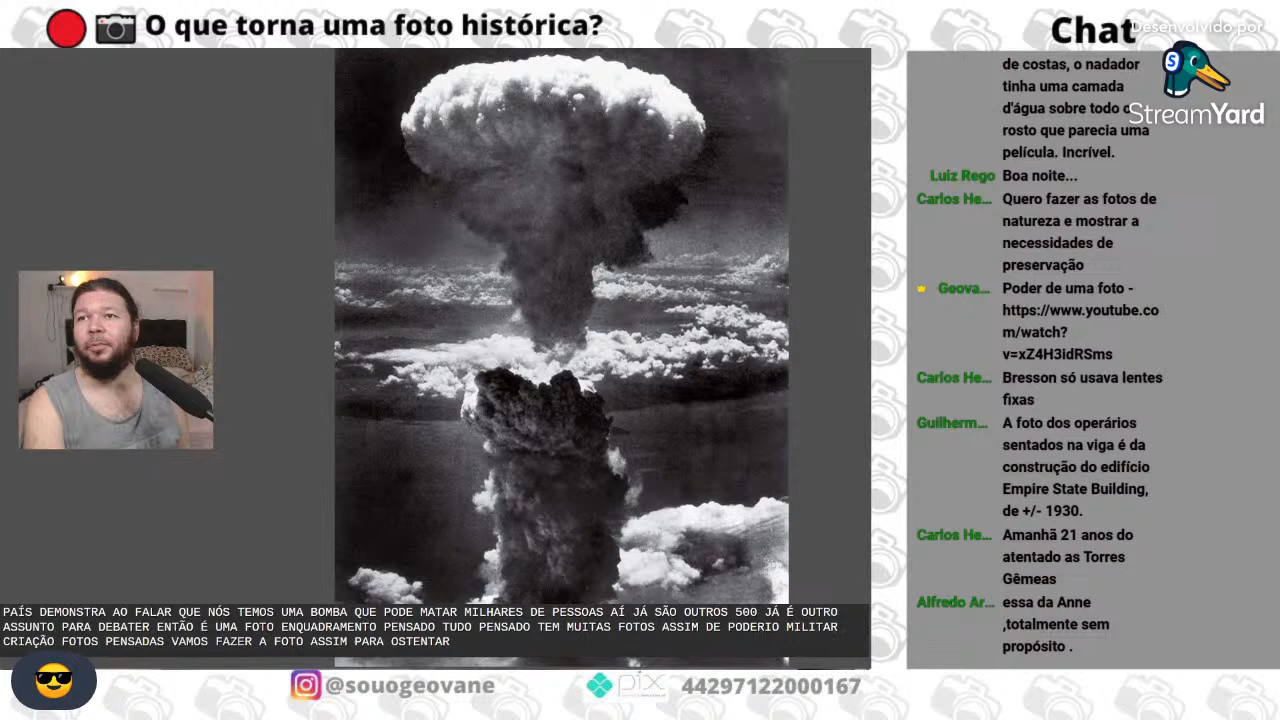 O que torna uma foto histórica?
Chat
Desenvolvido por
StreamYard
de costas, o nadador
tinha uma camada
d'água sobre todo o
rosto que parecia uma
película. Incrível.
Luiz Rego Boa noite...
Carlos He... Quero fazer as fotos de
natureza e mostrar a
necessidades de
preservação
Geova... Poder de uma foto -
https://www.youtube.co
m/watch?
v=xZ4H3idRSms
Carlos He... Bresson só usava lentes
fixas
Guilherm... A foto dos operários
sentados na viga é da
construção do edifício
Empire State Building,
de +/- 1930.
Carlos He... Amanhã 21 anos do
atentado as Torres
Gêmeas
Alfredo Ar... essa da Anne
,totalmente sem
propósito .
PAÍS DEMONSTRA AO FALAR QUE NÓS TEMOS UMA BOMBA QUE PODE MATAR MILHARES DE PESSOAS AÍ JÁ SÃO OUTROS 500 JÁ É OUTRO
ASSUNTO PARA DEBATER ENTÃO É UMA FOTO ENQUADRAMENTO PENSADO TUDO PENSADO TEM MUITAS FOTOS ASSIM DE PODERIO MILITAR
CRIAÇÃO FOTOS PENSADAS VAMOS FAZER A FOTO ASSIM PARA OSTENTAR
@souogeovane
pix
44297122000167